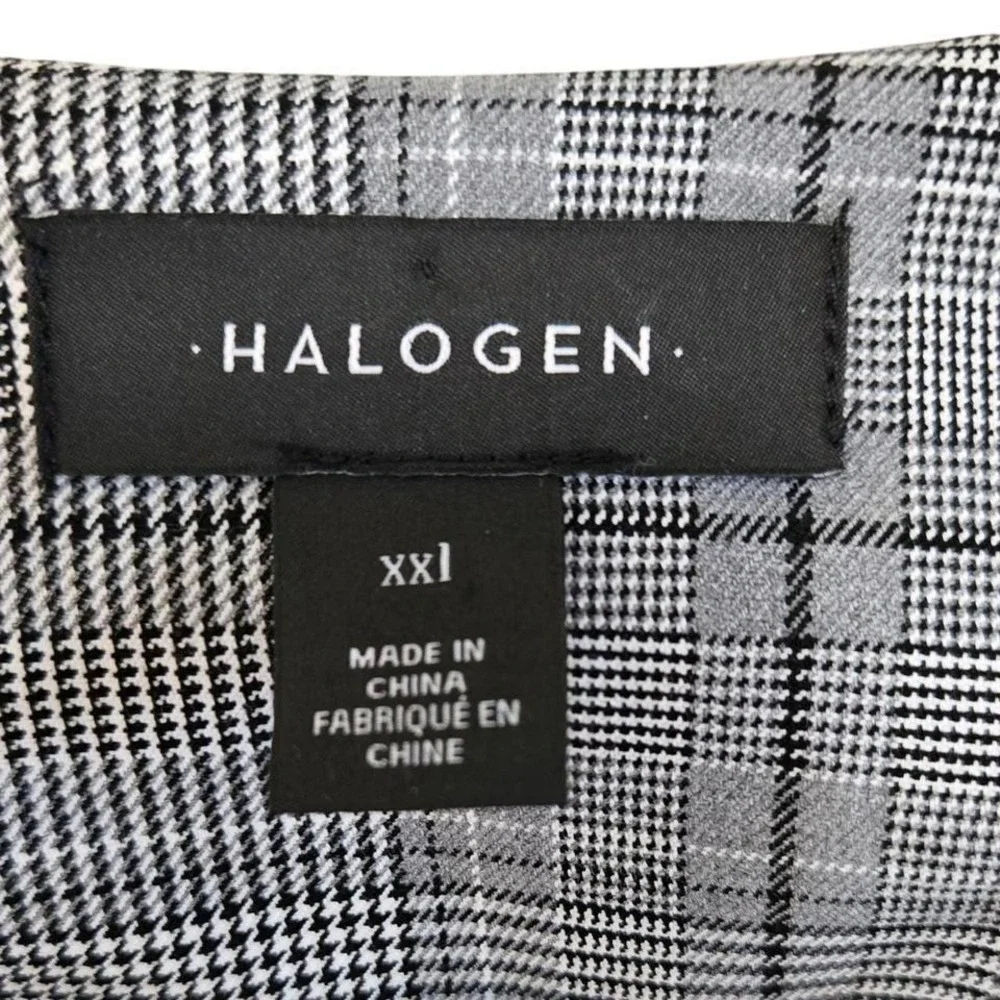 ·HALOGEN·
xxl
MADE IN
CHINA
FABRIQUÉ EN
CHINE